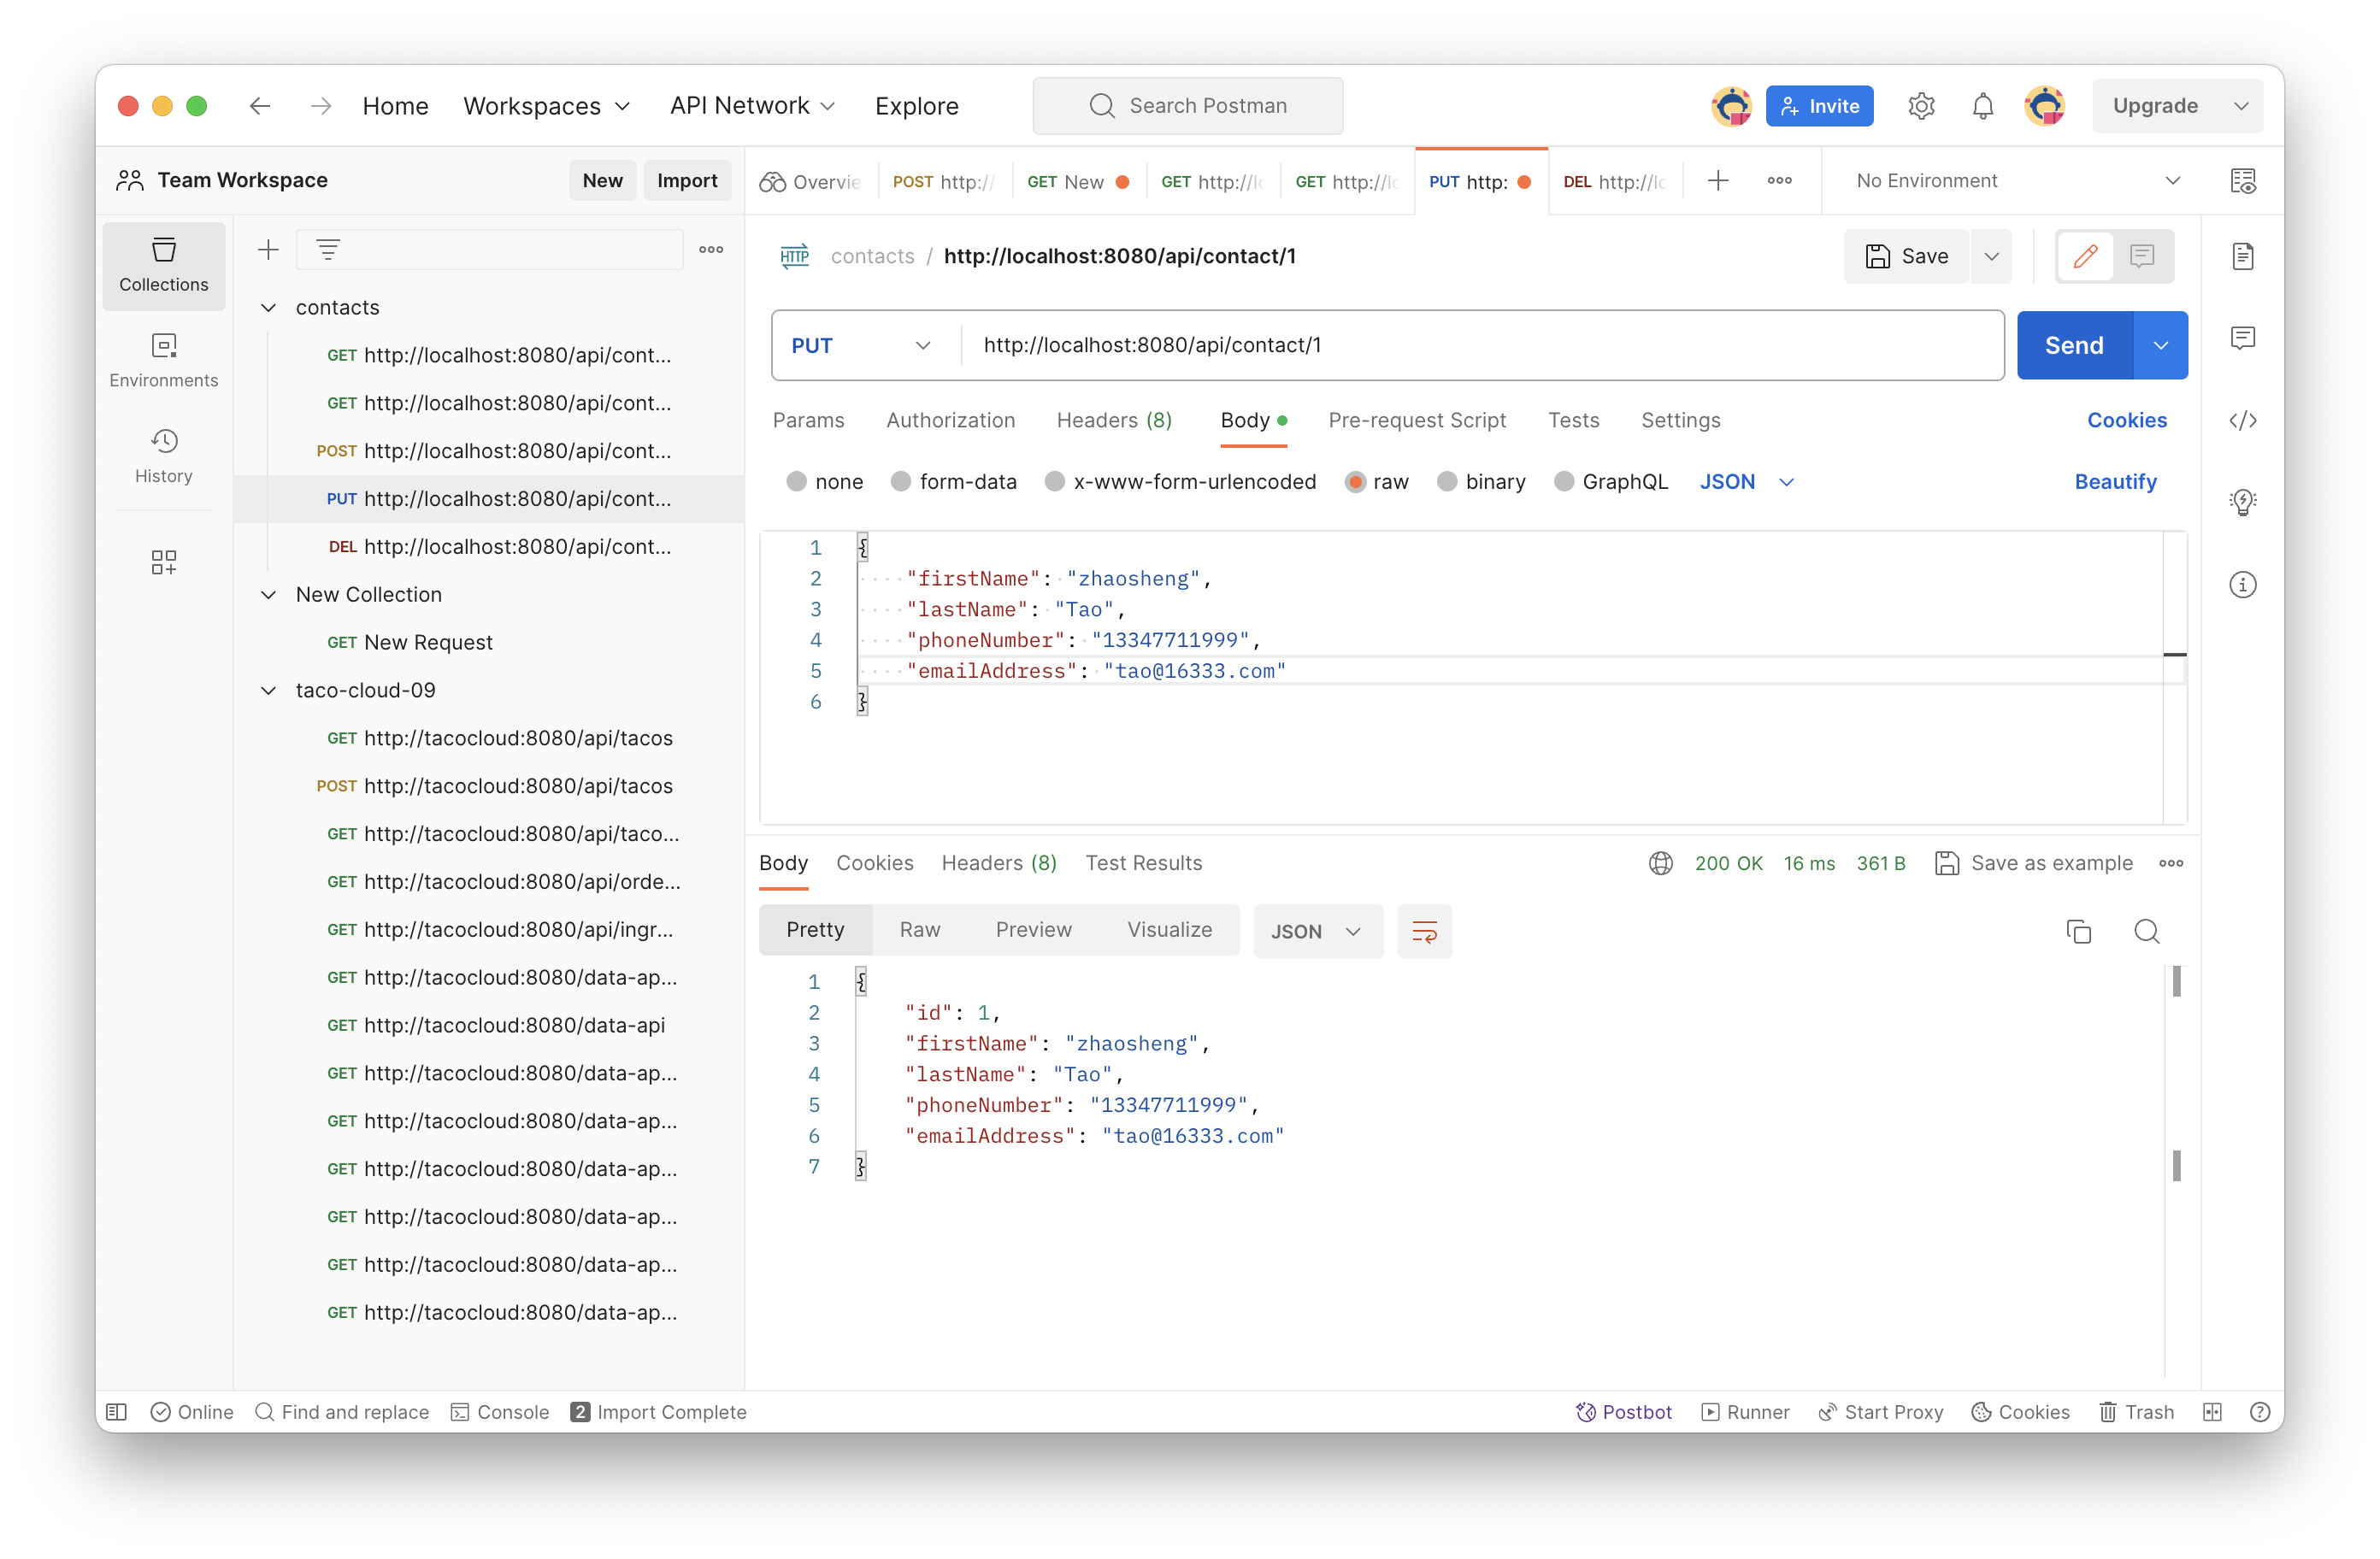 Home Workspaces API Network Explore Search Postman Invite Upgrade
Team Workspace New Import
Overvie POST http:// GET New GET http://lo GET http://lo PUT http: DEL http://lo No Environment
Collections
Environments
History
contacts
GET http://localhost:8080/api/cont...
GET http://localhost:8080/api/cont...
POST http://localhost:8080/api/cont...
PUT http://localhost:8080/api/cont...
DEL http://localhost:8080/api/cont...
New Collection
GET New Request
taco-cloud-09
GET http://tacocloud:8080/api/tacos
POST http://tacocloud:8080/api/tacos
GET http://tacocloud:8080/api/taco...
GET http://tacocloud:8080/api/orde...
GET http://tacocloud:8080/api/ingr...
GET http://tacocloud:8080/data-ap...
GET http://tacocloud:8080/data-api
GET http://tacocloud:8080/data-ap...
GET http://tacocloud:8080/data-ap...
GET http://tacocloud:8080/data-ap...
GET http://tacocloud:8080/data-ap...
GET http://tacocloud:8080/data-ap...
GET http://tacocloud:8080/data-ap...
HTTP contacts / http://localhost:8080/api/contact/1 Save
PUT http://localhost:8080/api/contact/1 Send
Params Authorization Headers (8) Body Pre-request Script Tests Settings Cookies
none form-data x-www-form-urlencoded raw binary GraphQL JSON Beautify
1 {
2 "firstName": "zhaosheng",
3 "lastName": "Tao",
4 "phoneNumber": "13347711999",
5 "emailAddress": "tao@16333.com"
6 }
Body Cookies Headers (8) Test Results 200 OK 16 ms 361 B Save as example
Pretty Raw Preview Visualize JSON
1 {
2 "id": 1,
3 "firstName": "zhaosheng",
4 "lastName": "Tao",
5 "phoneNumber": "13347711999",
6 "emailAddress": "tao@16333.com"
7 }
Online Find and replace Console 2 Import Complete Postbot Runner Start Proxy Cookies Trash